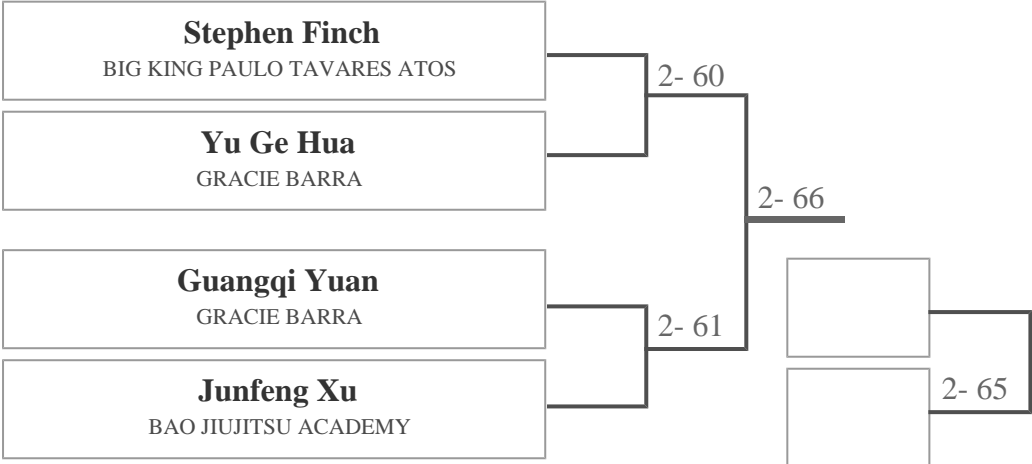 Stephen Finch
BIG KING PAULO TAVARES ATOS
2- 60
Yu Ge Hua
GRACIE BARRA
2- 66
Guangqi Yuan
GRACIE BARRA
2- 61
Junfeng Xu
BAO JIUJITSU ACADEMY
2- 65